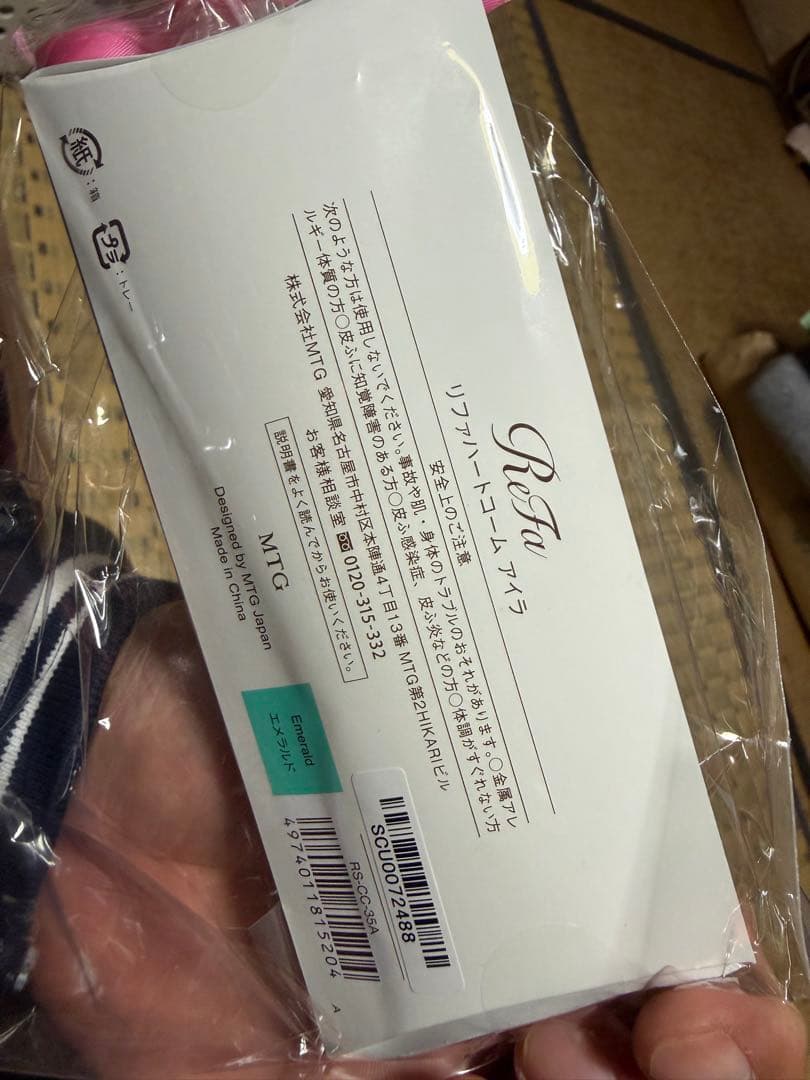 ReFa
リファハートコーム アイラ
安全上のご注意
次のような方は使用しないでください。事故や肌・身体のトラブルのおそれがあります。○金属アレ
ルギー体質の方○皮ふに知覚障害のある方○皮ふ感染症、皮ふ炎などの方○体調がすぐれない方
株式会社MTG 愛知県名古屋市中村区本陣通4丁目13番 MTG第2HIKARIビル
お客様相談室 0120-315-332
説明書をよく読んでからお使いください。
MTG
Designed by MTG Japan
Made in China
紙:箱
プラ:トレー
Emerald
エメラルド
SCU0072488
RS-CC-35A
4974011815204
A